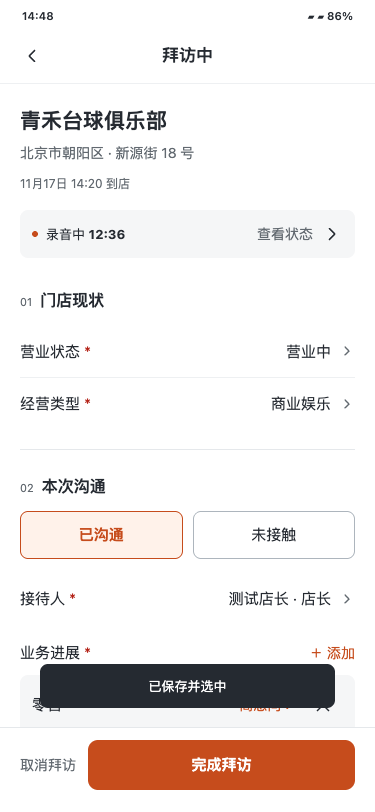 14:48 86%
拜访中
青禾台球俱乐部
北京市朝阳区 · 新源街 18 号
11月17日 14:20 到店
录音中 12:36 查看状态
01 门店现状
营业状态 * 营业中
经营类型 * 商业娱乐
02 本次沟通
已沟通 未接触
接待人 * 测试店长 · 店长
业务进展 * + 添加
已保存并选中
取消拜访 完成拜访